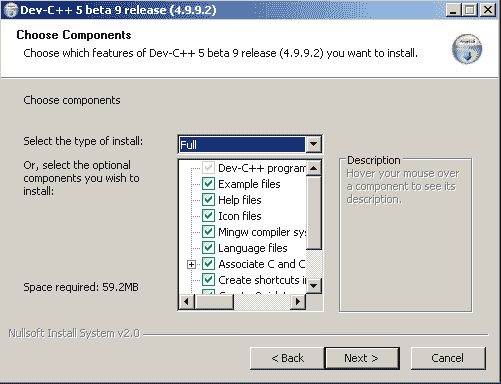 Dev-C++ 5 beta 9 release (4.9.9.2)
Choose Components
Choose which features of Dev-C++ 5 beta 9 release (4.9.9.2) you want to install.
Choose components
Select the type of install:
Full
Or, select the optional
components you wish to
install:
Dev-C++ program
Example files
Help files
Icon files
Mingw compiler sys
Language files
Associate C and C
Create shortcuts in
Description
Hover your mouse over
a component to see its
description.
Space required: 59.2MB
Nullsoft Install System v2.0
< Back
Next >
Cancel